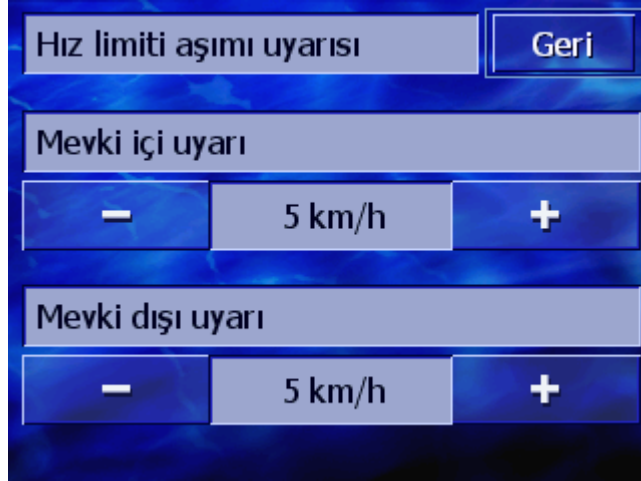 Hız limiti aşımı uyarısı Geri
Mevki içi uyarı
− 5 km/h +
Mevki dışı uyarı
− 5 km/h +